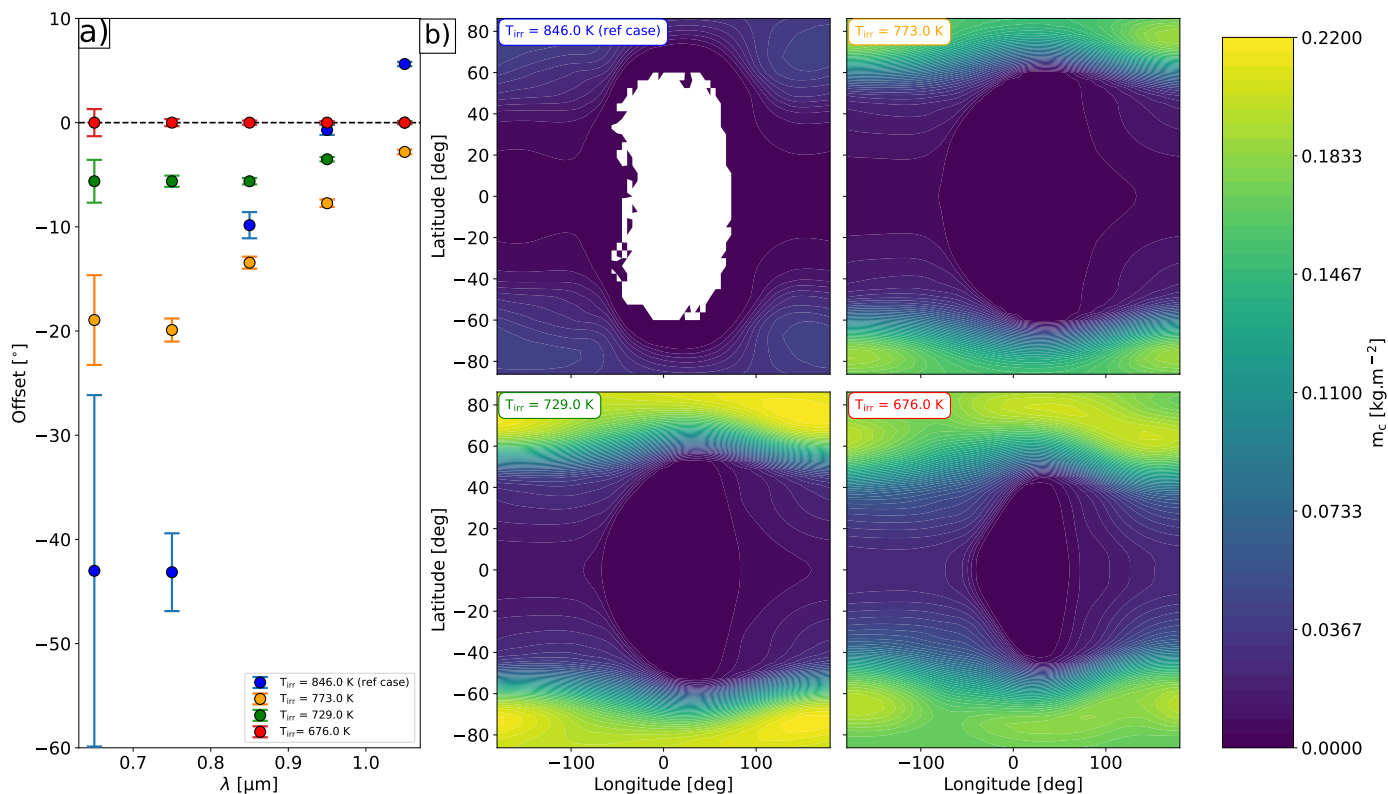 a)
10
0
−10
−20
−30
−40
−50
−60
Offset [°]
0.7
0.8
0.9
1.0
λ [μm]
T_irr = 846.0 K (ref case)
T_irr = 773.0 K
T_irr = 729.0 K
T_irr = 676.0 K
b)
T_irr = 846.0 K (ref case)
80
60
40
20
0
−20
−40
−60
−80
Latitude [deg]
T_irr = 773.0 K
T_irr = 729.0 K
80
60
40
20
0
−20
−40
−60
−80
Latitude [deg]
−100
0
100
Longitude [deg]
T_irr = 676.0 K
−100
0
100
Longitude [deg]
0.2200
0.1833
0.1467
0.1100
0.0733
0.0367
0.0000
m_c [kg.m⁻²]